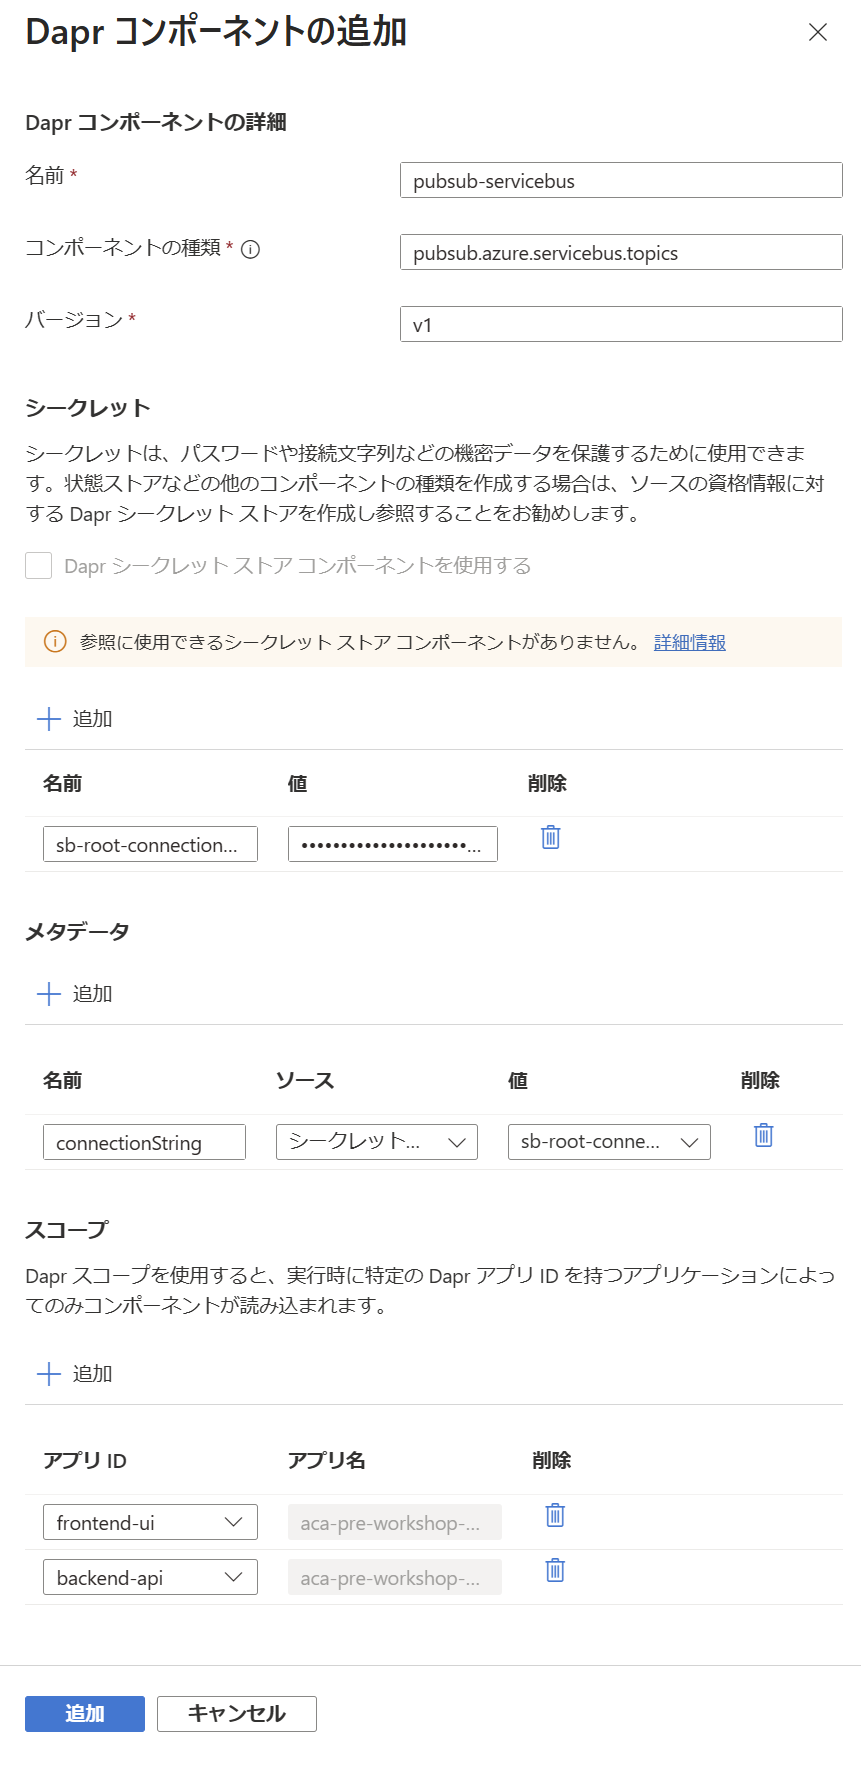 Dapr コンポーネントの追加
Dapr コンポーネントの詳細
名前 *
pubsub-servicebus
コンポーネントの種類 *
pubsub.azure.servicebus.topics
バージョン *
v1
シークレット
シークレットは、パスワードや接続文字列などの機密データを保護するために使用できま
す。状態ストアなどの他のコンポーネントの種類を作成する場合は、ソースの資格情報に対
する Dapr シークレット ストアを作成し参照することをお勧めします。
Dapr シークレット ストア コンポーネントを使用する
参照に使用できるシークレット ストア コンポーネントがありません。 詳細情報
追加
名前 値 削除
sb-root-connection... •••••••••••••••••••••...
メタデータ
追加
名前 ソース 値 削除
connectionString シークレット... sb-root-conne...
スコープ
Dapr スコープを使用すると、実行時に特定の Dapr アプリ ID を持つアプリケーションによっ
てのみコンポーネントが読み込まれます。
追加
アプリ ID アプリ名 削除
frontend-ui aca-pre-workshop-...
backend-api aca-pre-workshop-...
追加 キャンセル